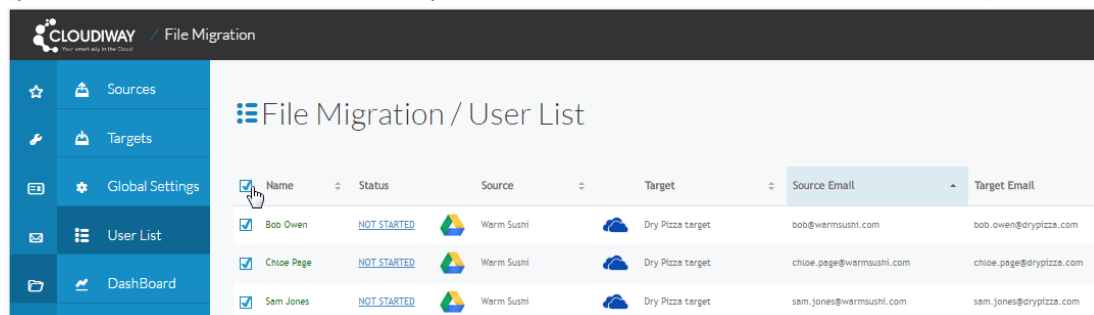 CLOUDIWAY / File Migration
Your smart ally in the Cloud
Sources
Targets
Global Settings
User List
DashBoard
File Migration / User List
Name Status Source Target Source Email Target Email
Bob Owen NOT STARTED Warm Sushi Dry Pizza target bob@warmsushi.com bob.owen@drypizza.com
Chloe Page NOT STARTED Warm Sushi Dry Pizza target chloe.page@warmsushi.com chloe.page@drypizza.com
Sam Jones NOT STARTED Warm Sushi Dry Pizza target sam.jones@warmsushi.com sam.jones@drypizza.com